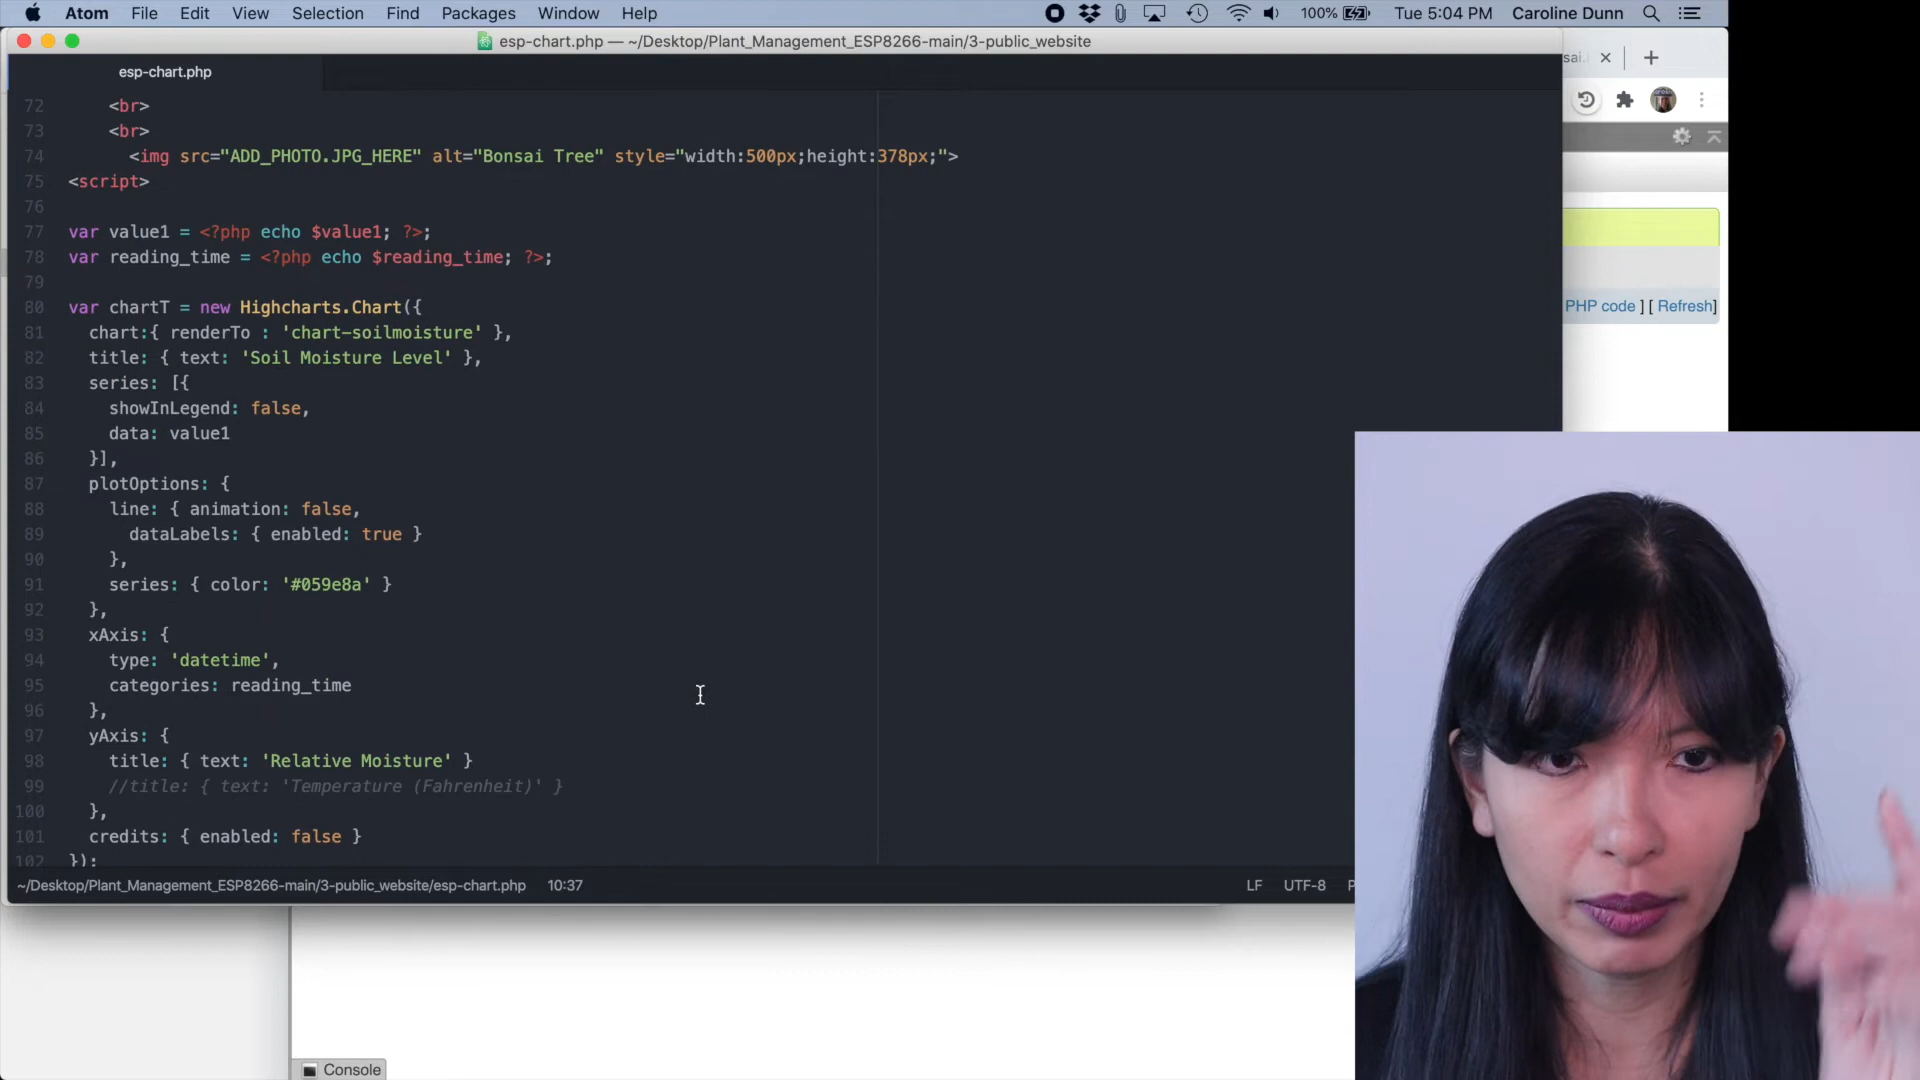 Atom File Edit View Selection Find Packages Window Help 100% Tue 5:04 PM Caroline Dunn
esp-chart.php — ~/Desktop/Plant_Management_ESP8266-main/3-public_website
esp-chart.php
sai.
72 <br>
73 <br>
74 <img src="ADD_PHOTO.JPG_HERE" alt="Bonsai Tree" style="width:500px;height:378px;">
75 <script>
76
77 var value1 = <?php echo $value1; ?>;
78 var reading_time = <?php echo $reading_time; ?>;
79
80 var chartT = new Highcharts.Chart({
81 chart:{ renderTo : 'chart-soilmoisture' },
82 title: { text: 'Soil Moisture Level' },
83 series: [{
84 showInLegend: false,
85 data: value1
86 }],
87 plotOptions: {
88 line: { animation: false,
89 dataLabels: { enabled: true }
90 },
91 series: { color: '#059e8a' }
92 },
93 xAxis: {
94 type: 'datetime',
95 categories: reading_time
96 },
97 yAxis: {
98 title: { text: 'Relative Moisture' }
99 //title: { text: 'Temperature (Fahrenheit)' }
100 },
101 credits: { enabled: false }
102 });
PHP code ] [ Refresh]
~/Desktop/Plant_Management_ESP8266-main/3-public_website/esp-chart.php 10:37 LF UTF-8 P
Console